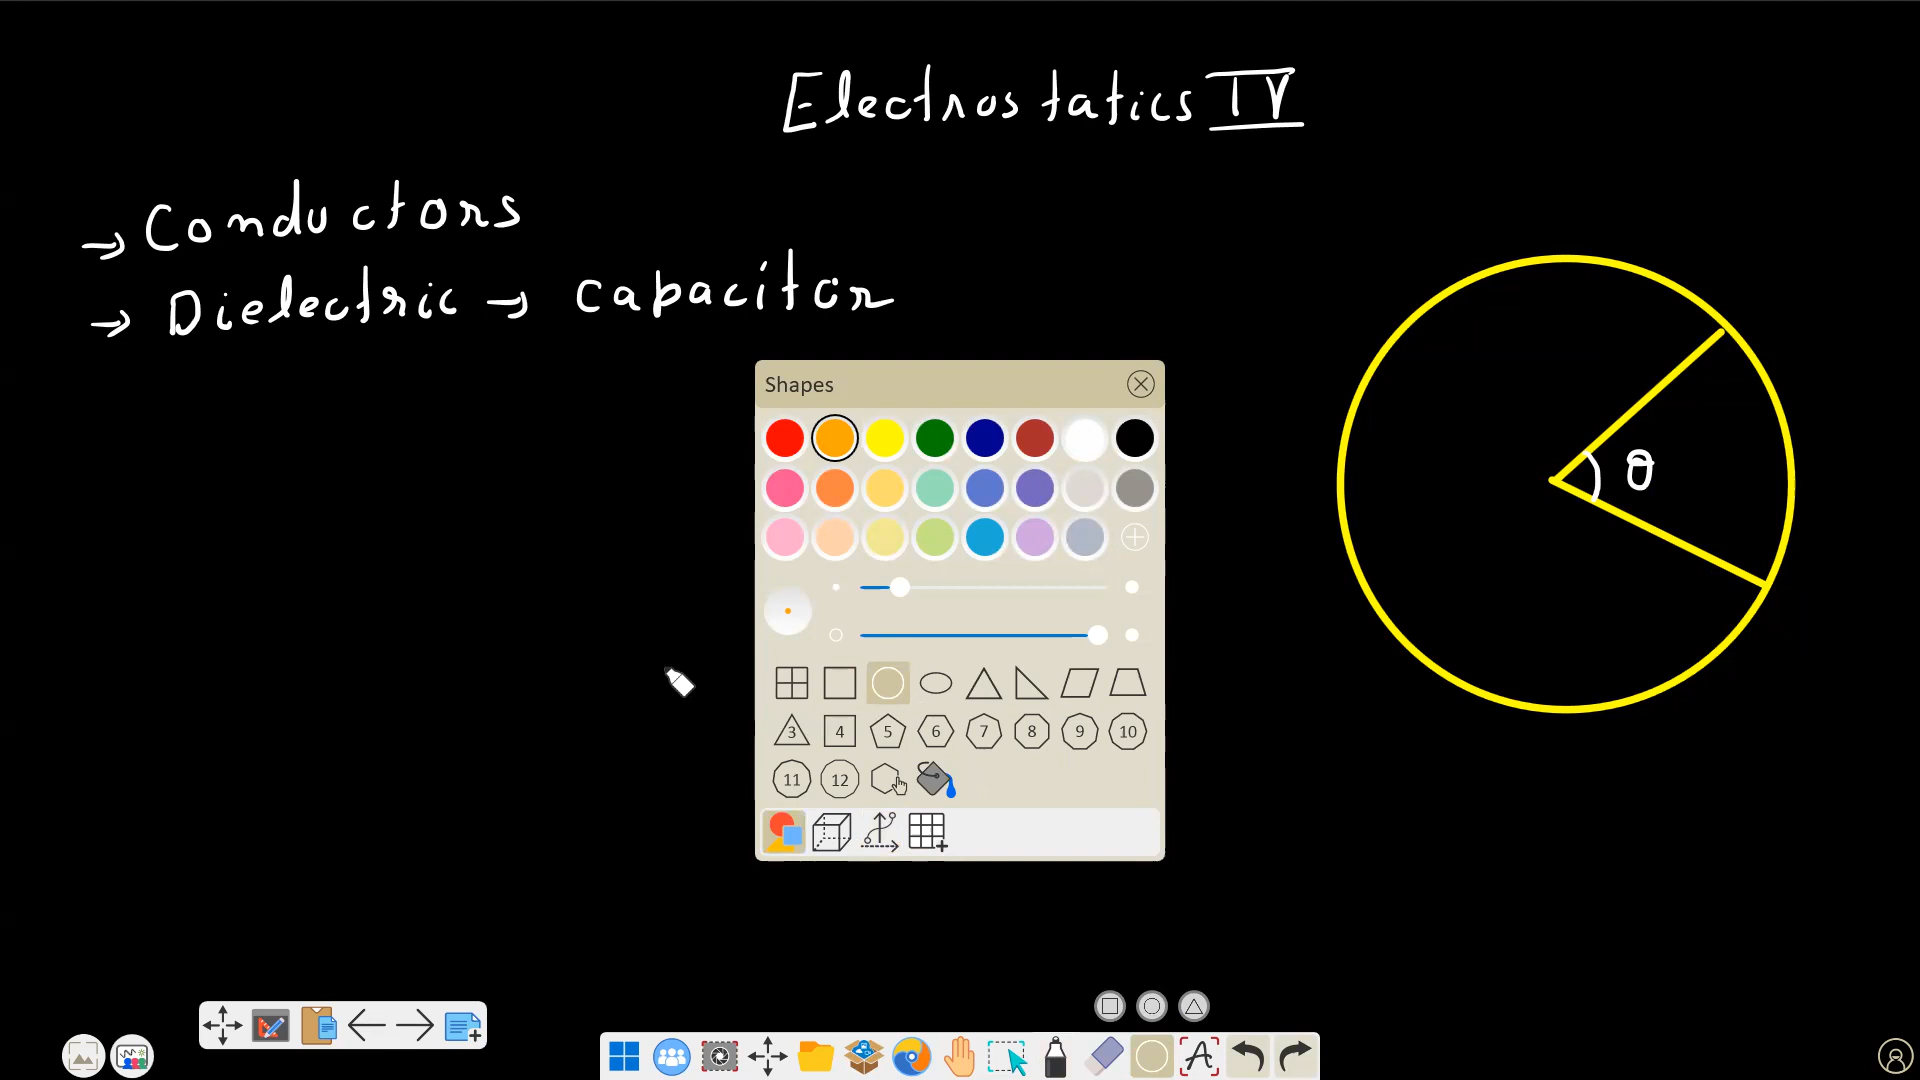 Electrostatics IV
→ Conductors
→ Dielectric → capacitor
Shapes
θ
3 4 5 6 7 8 9 10
11 12
A